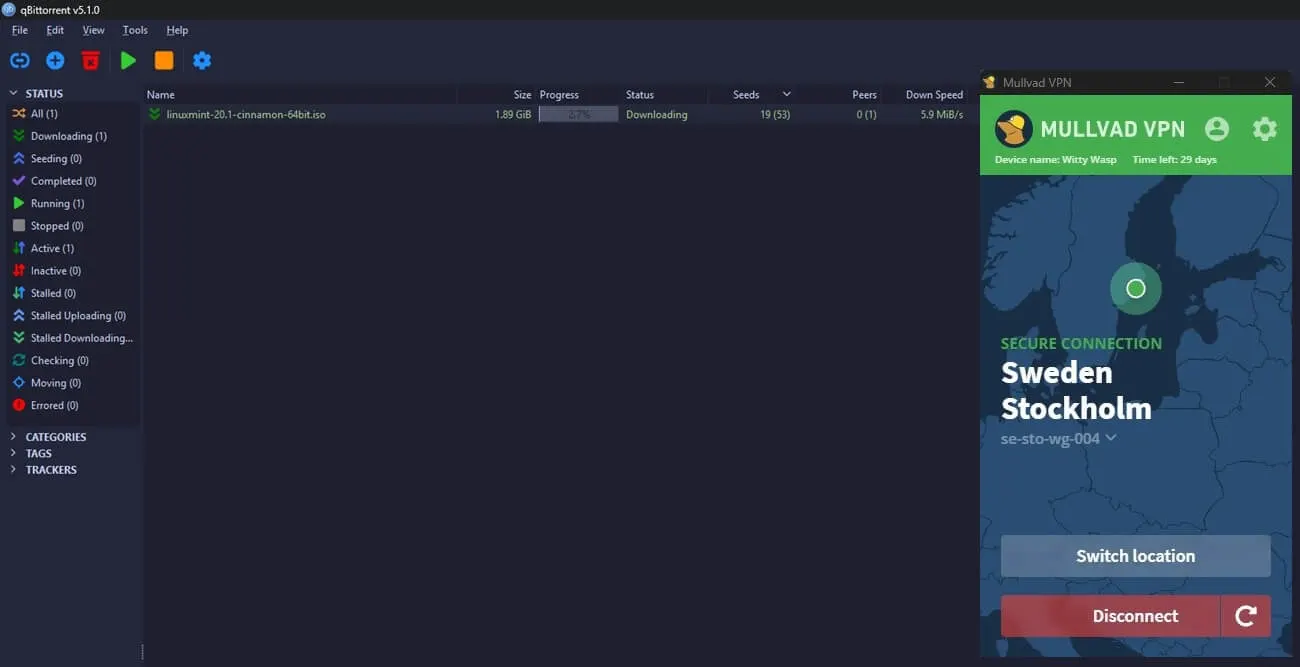 qBittorrent v5.1.0
File Edit View Tools Help
STATUS
All (1)
Downloading (1)
Seeding (0)
Completed (0)
Running (1)
Stopped (0)
Active (1)
Inactive (0)
Stalled (0)
Stalled Uploading (0)
Stalled Downloading...
Checking (0)
Moving (0)
Errored (0)
CATEGORIES
TAGS
TRACKERS
Name Size Progress Status Seeds Peers Down Speed
linuxmint-20.1-cinnamon-64bit.iso 1.89 GiB 2.7% Downloading 19 (53) 0 (1) 5.9 MiB/s
Mullvad VPN
MULLVAD VPN
Device name: Witty Wasp Time left: 29 days
SECURE CONNECTION
Sweden
Stockholm
se-sto-wg-004
Switch location
Disconnect